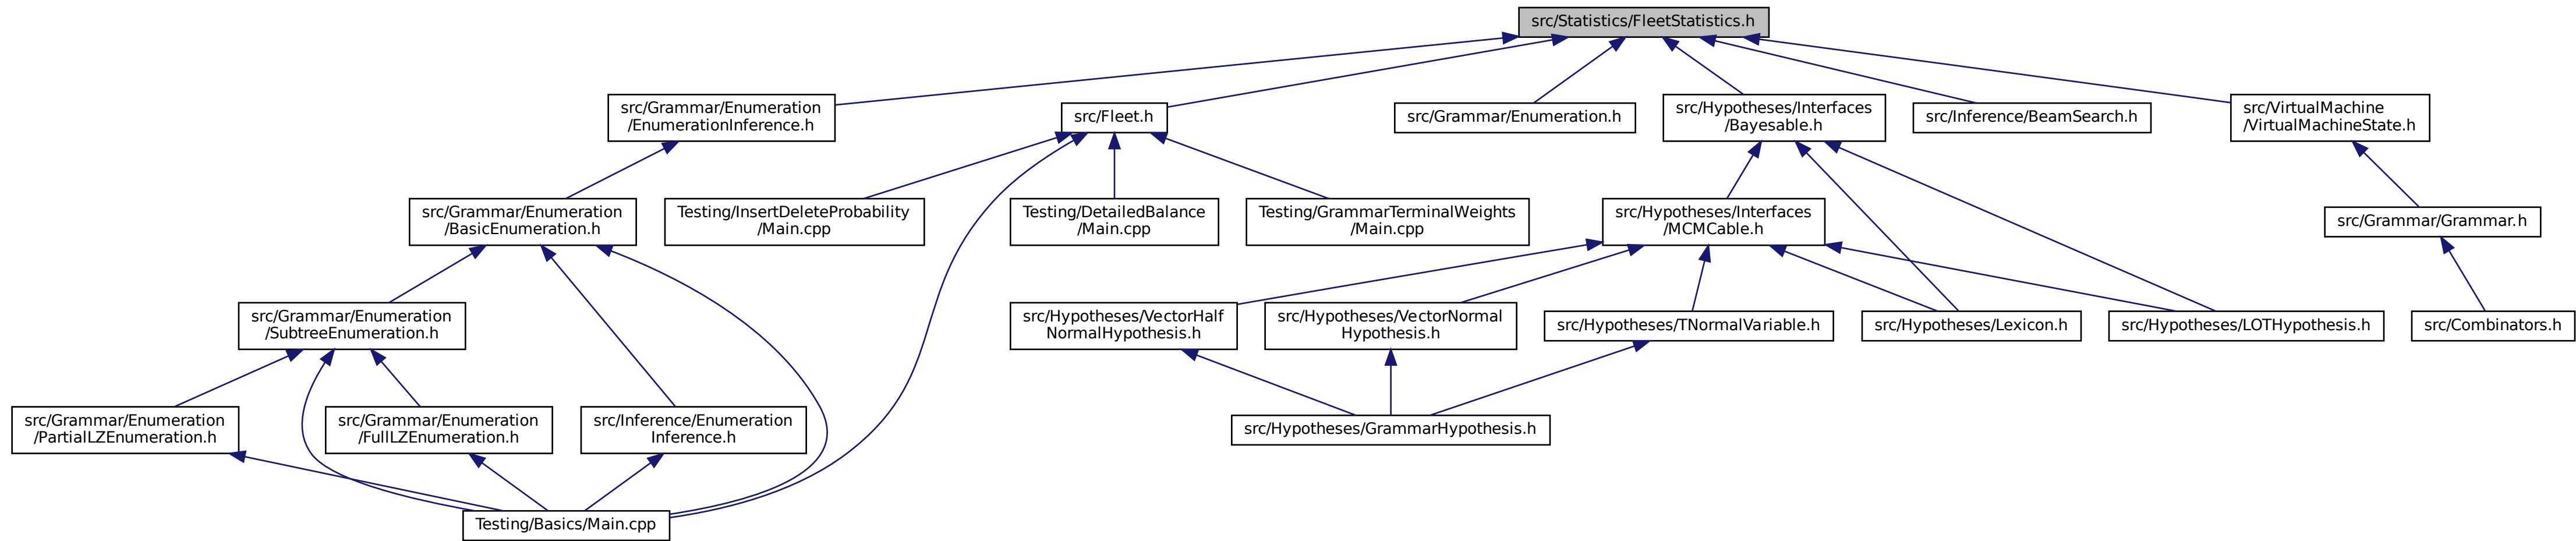 src/Statistics/FleetStatistics.h
src/Grammar/Enumeration
/EnumerationInference.h
src/Fleet.h
src/Grammar/Enumeration.h
src/Hypotheses/Interfaces
/Bayesable.h
src/Inference/BeamSearch.h
src/VirtualMachine
/VirtualMachineState.h
src/Grammar/Enumeration
/BasicEnumeration.h
Testing/InsertDeleteProbability
/Main.cpp
Testing/DetailedBalance
/Main.cpp
Testing/GrammarTerminalWeights
/Main.cpp
src/Hypotheses/Interfaces
/MCMCable.h
src/Grammar/Grammar.h
src/Grammar/Enumeration
/SubtreeEnumeration.h
src/Hypotheses/VectorHalf
NormalHypothesis.h
src/Hypotheses/VectorNormal
Hypothesis.h
src/Hypotheses/TNormalVariable.h
src/Hypotheses/Lexicon.h
src/Hypotheses/LOTHypothesis.h
src/Combinators.h
src/Grammar/Enumeration
/PartialLZEnumeration.h
src/Grammar/Enumeration
/FullLZEnumeration.h
src/Inference/Enumeration
Inference.h
src/Hypotheses/GrammarHypothesis.h
Testing/Basics/Main.cpp